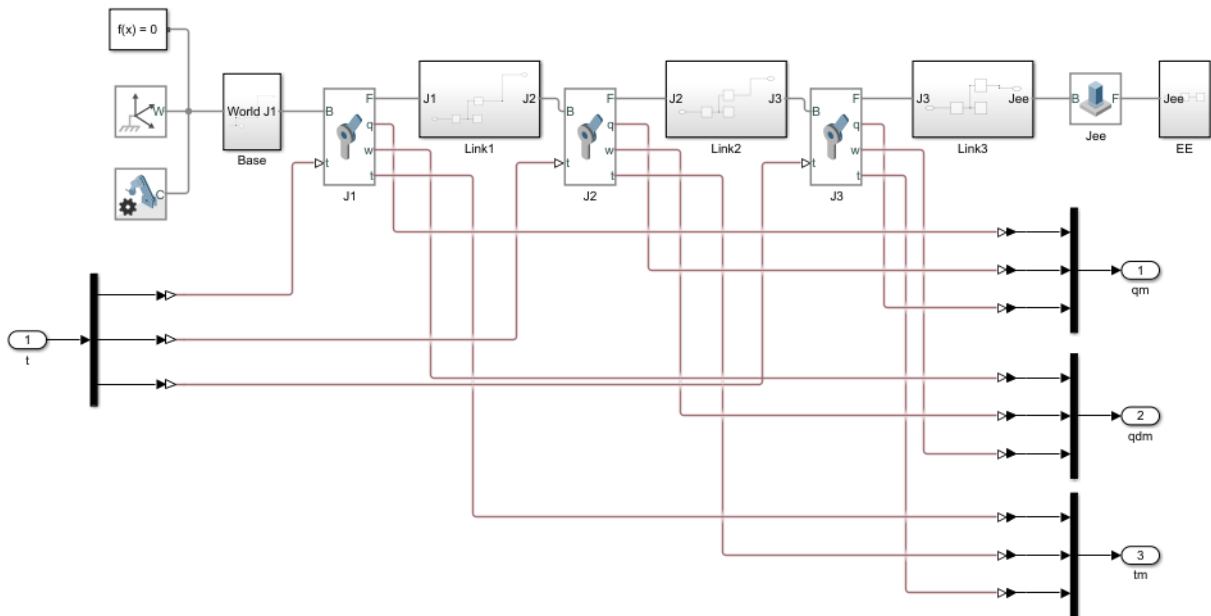 f(x) = 0
W
C
World J1
Base
B
F
q
w
t
t
J1
J1
J2
Link1
B
F
q
w
t
t
J2
J2
J3
Link2
B
F
q
w
t
t
J3
J3
Jee
Link3
B
F
Jee
Jee
EE
1
t
1
qm
2
qdm
3
tm